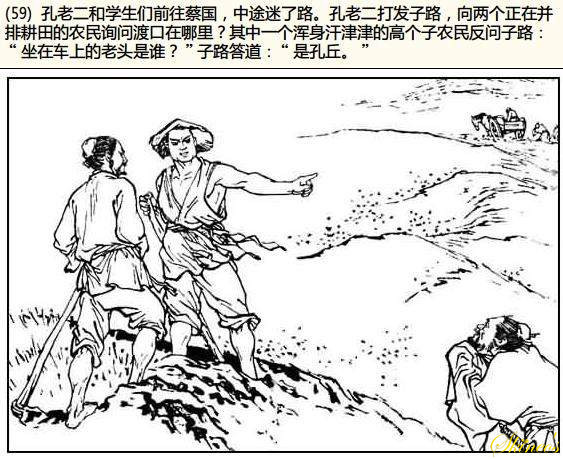 (59) 孔老二和学生们前往蔡国，中途迷了路。孔老二打发子路，向两个正在并
排耕田的农民询问渡口在哪里？其中一个浑身汗津津的高个子农民反问子路：
“坐在车上的老头是谁？”子路答道：“是孔丘。”